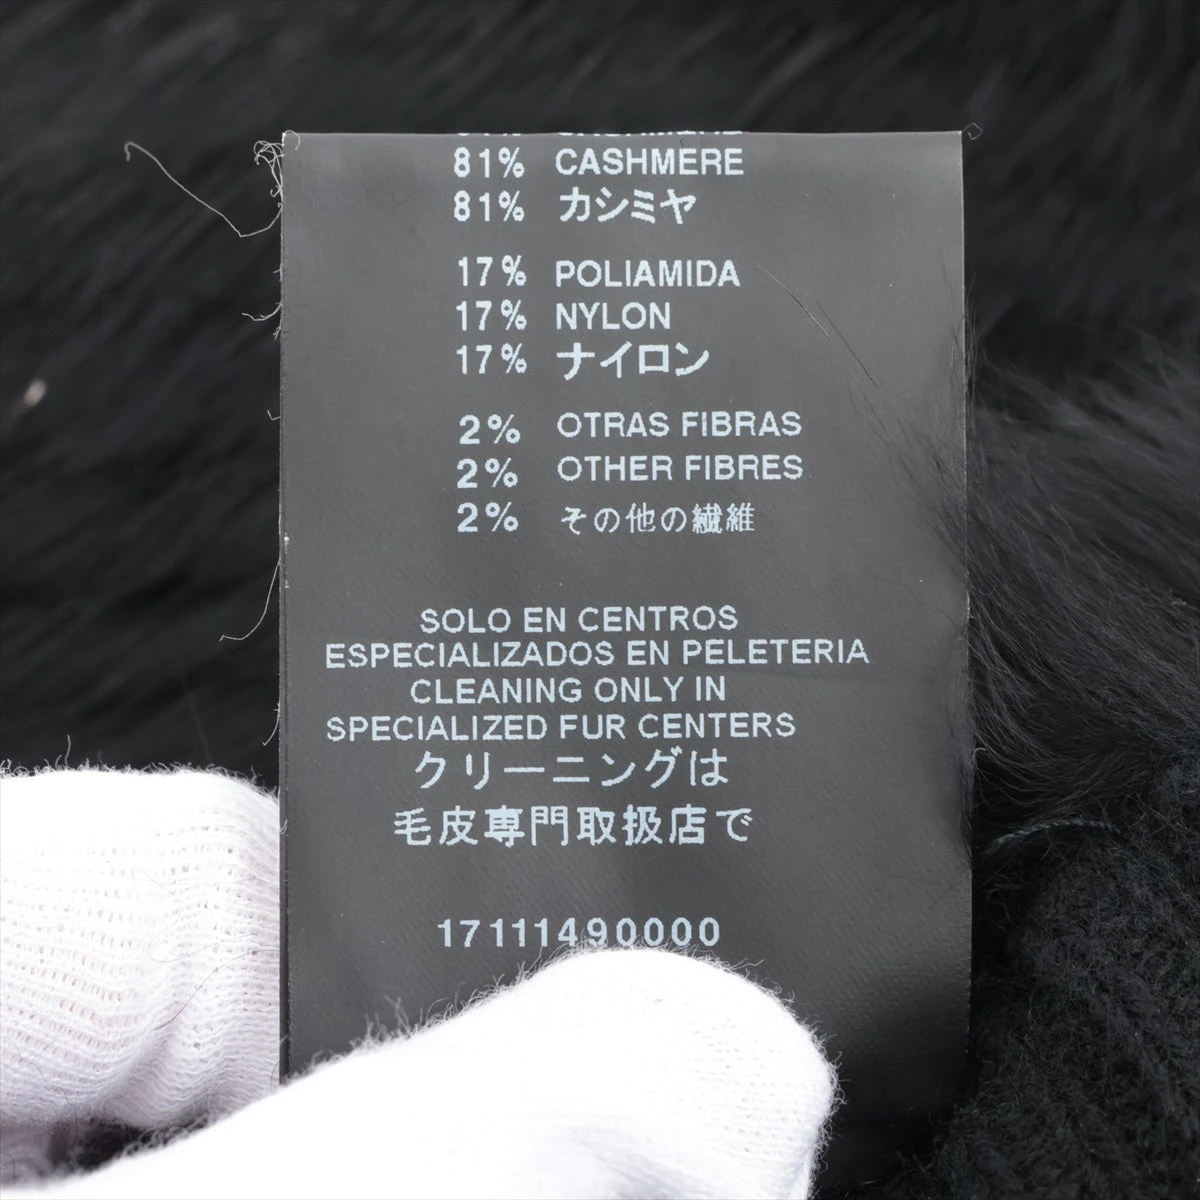 81% CASHMERE
81% カシミヤ
17% POLIAMIDA
17% NYLON
17% ナイロン
2% OTRAS FIBRAS
2% OTHER FIBRES
2% その他の繊維
SOLO EN CENTROS
ESPECIALIZADOS EN PELETERIA
CLEANING ONLY IN
SPECIALIZED FUR CENTERS
クリーニングは
毛皮専門取扱店で
17111490000